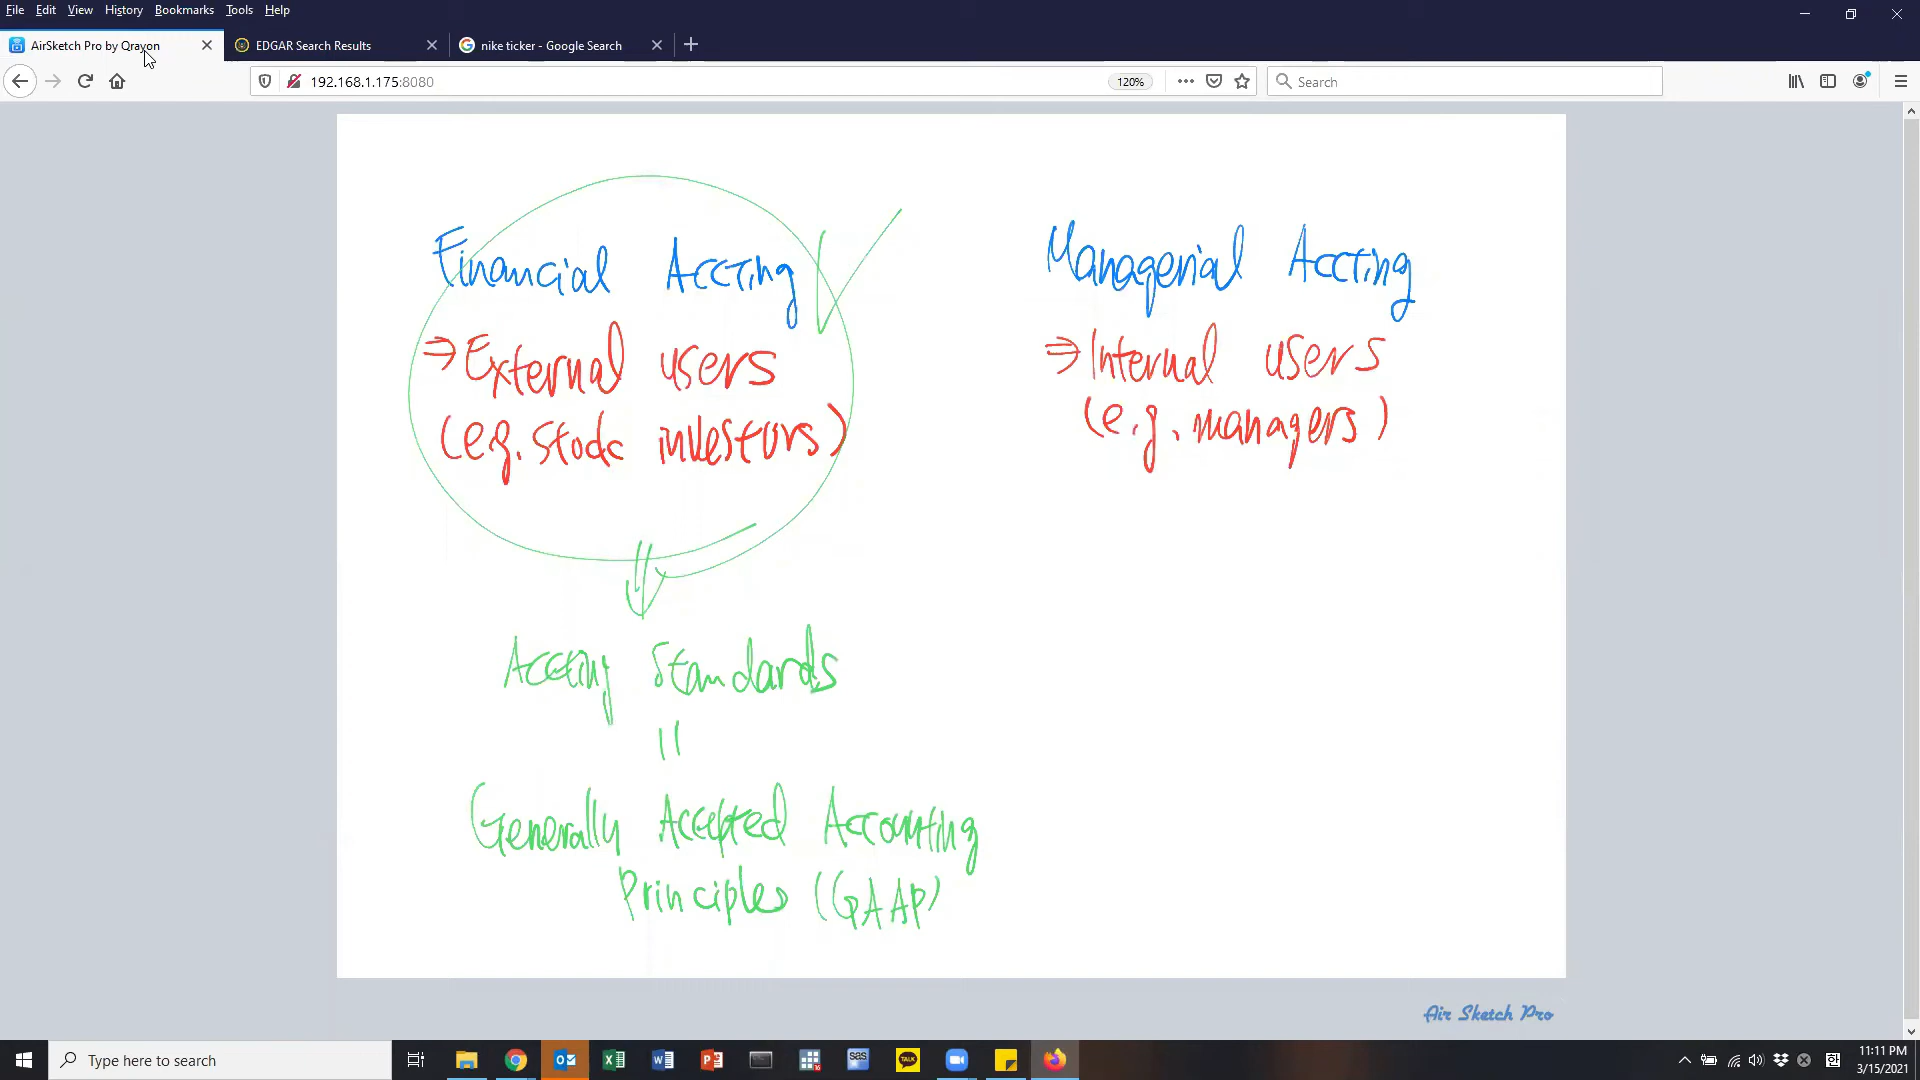 File Edit View History Bookmarks Tools Help
AirSketch Pro by Qrayon
EDGAR Search Results
nike ticker - Google Search
192.168.1.175:8080
120%
Search
Financial Accting
⇒ External users
(e.g. stock investors)
Managerial Accting
⇒ Internal users
(e.g. managers)
Accting Standards
=
Generally Accepted Accounting
Principles (GAAP)
Air Sketch Pro
Type here to search
11:11 PM
3/15/2021